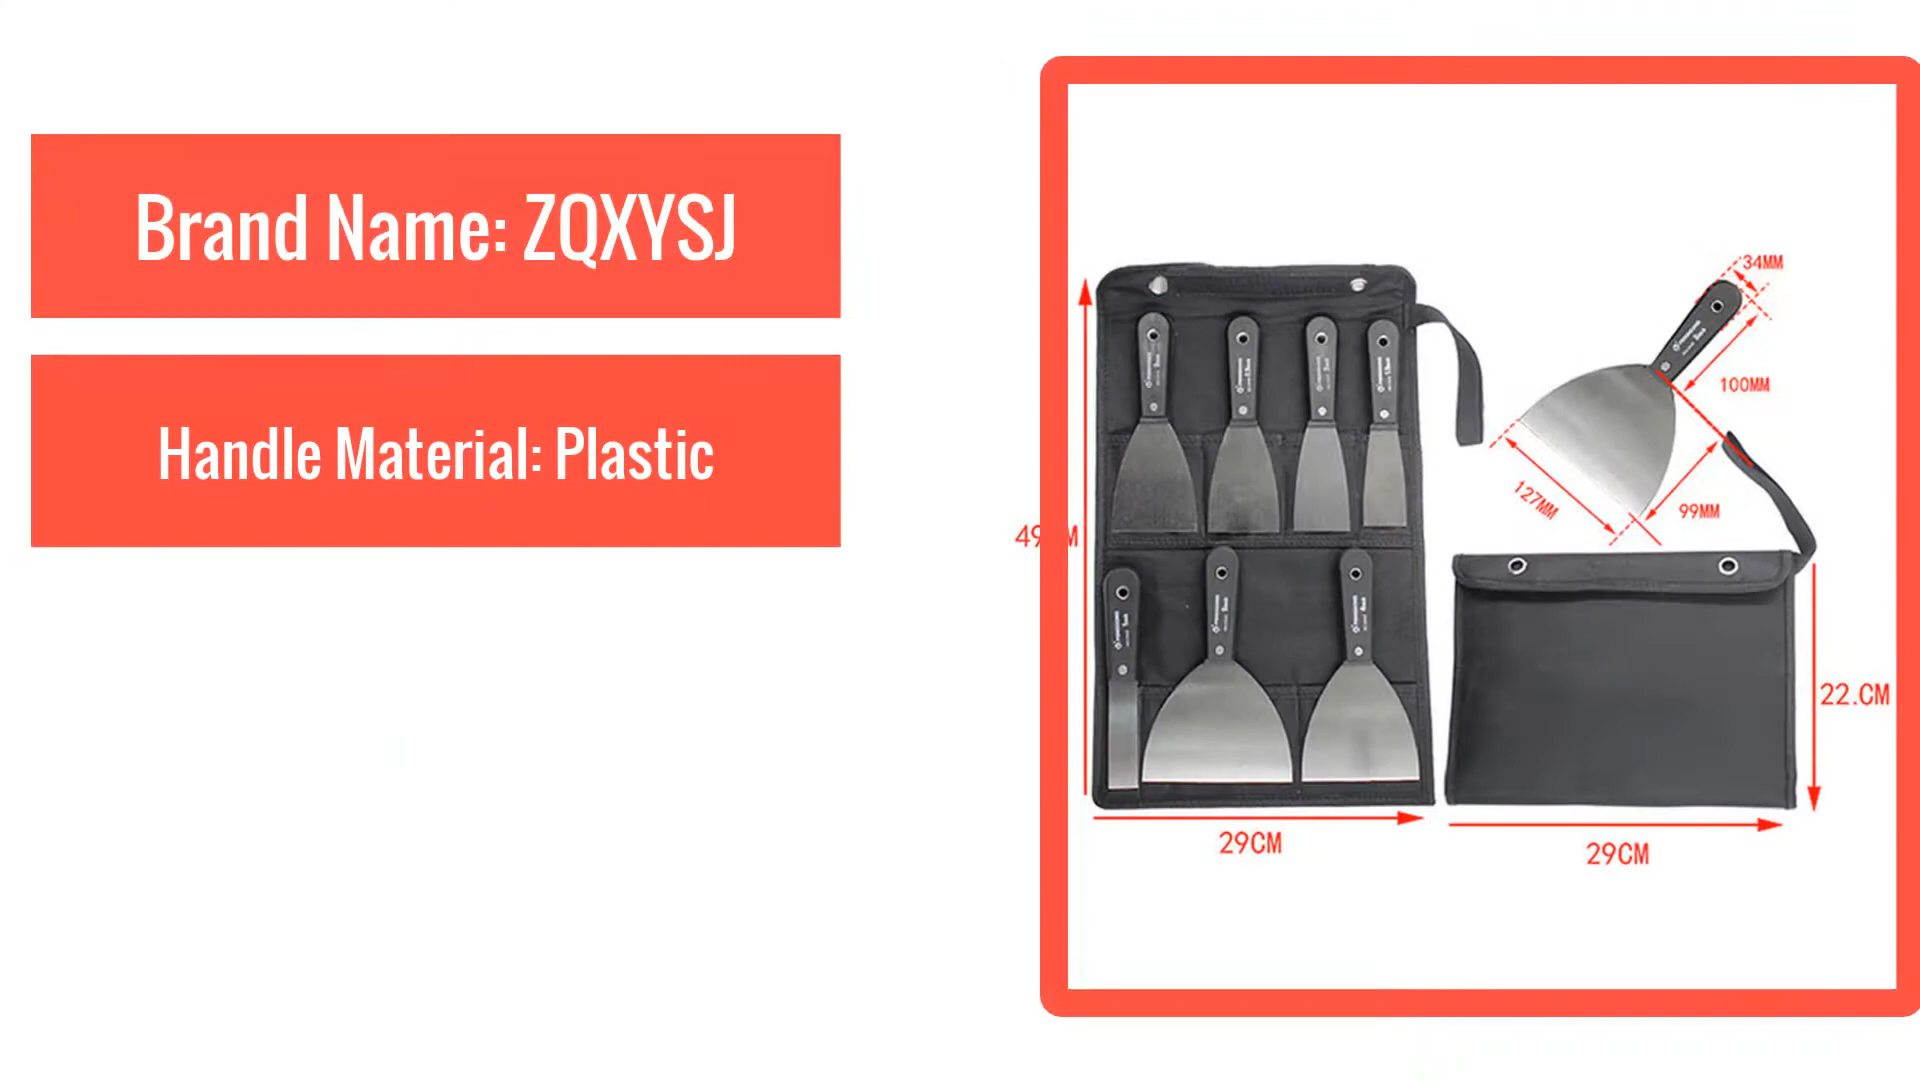 Brand Name: ZQXYSJ
Handle Material: Plastic
34MM
100MM
127MM
99MM
22.CM
29CM
29CM